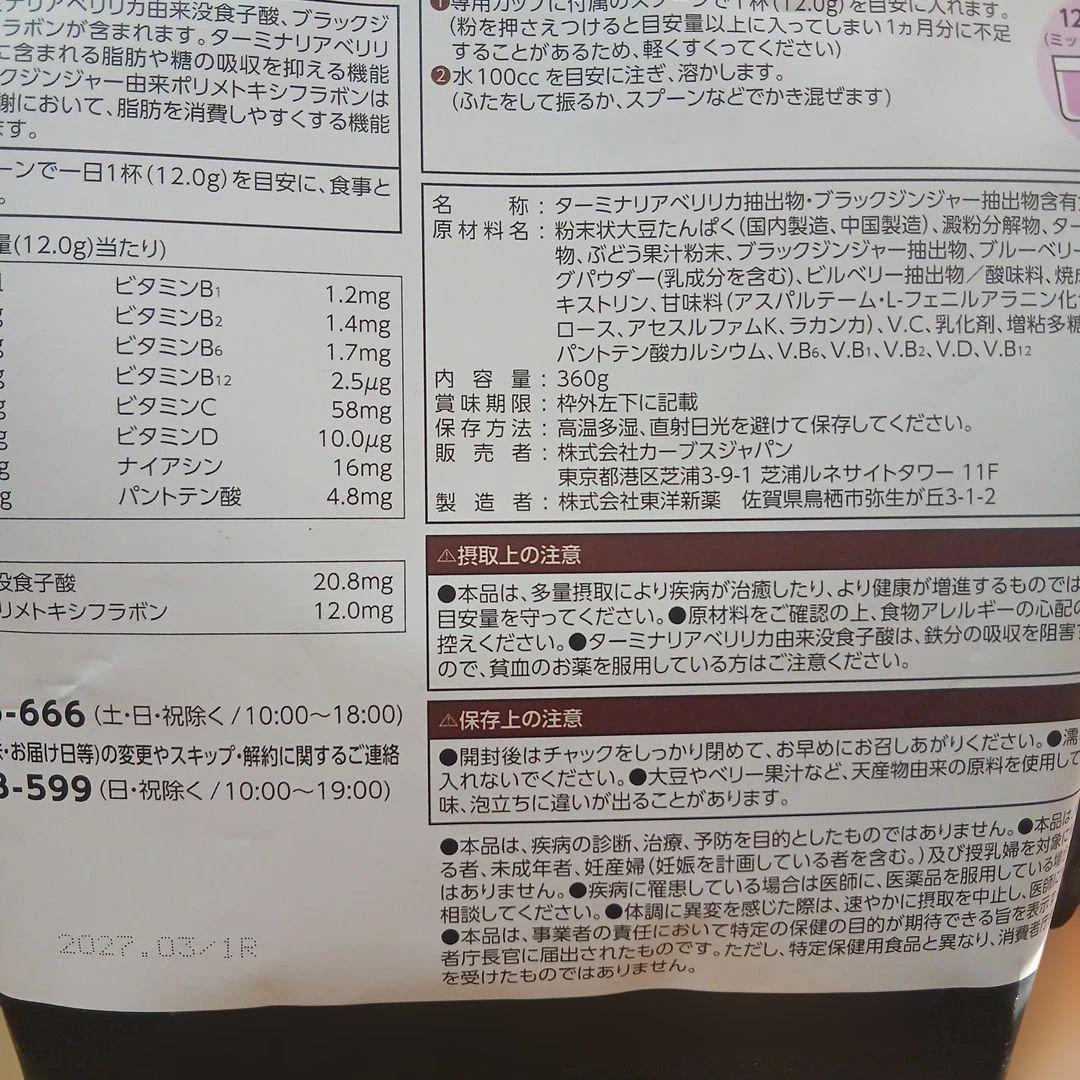 ーミナリアベリリカ由来没食子酸、ブラックジ
ラボンが含まれます。ターミナリアベリリ
に含まれる脂肪や糖の吸収を抑える機能
クジンジャー由来ポリメトキシフラボンは
謝において、脂肪を消費しやすくする機能
ます。
ーンで一日1杯(12.0g)を目安に、食事と
量(12.0g)当たり)
ビタミンB1 1.2mg
ビタミンB2 1.4mg
ビタミンB6 1.7mg
ビタミンB12 2.5μg
ビタミンC 58mg
ビタミンD 10.0μg
ナイアシン 16mg
パントテン酸 4.8mg
没食子酸 20.8mg
リメトキシフラボン 12.0mg
-666 (土・日・祝除く/10:00〜18:00)
・お届け日等)の変更やスキップ・解約に関するご連絡
-599 (日・祝除く/10:00〜19:00)
2027.03/1R
❶専用カップに付属のスプーンで1杯(12.0g)を目安に入れます。
(粉を押さえつけると目安量以上に入ってしまい1ヵ月分に不足
することがあるため、軽くすくってください)
❷水100ccを目安に注ぎ、溶かします。
(ふたをして振るか、スプーンなどでかき混ぜます)
12
(ミッ
名称:ターミナリアベリリカ抽出物・ブラックジンジャー抽出物含有
原材料名:粉末状大豆たんぱく(国内製造、中国製造)、澱粉分解物、ター
物、ぶどう果汁粉末、ブラックジンジャー抽出物、ブルーベリー
グパウダー(乳成分を含む)、ビルベリー抽出物/酸味料、焼成
キストリン、甘味料(アスパルテーム・L-フェニルアラニン化
ロース、アセスルファムK、ラカンカ)、V.C、乳化剤、増粘多糖
パントテン酸カルシウム、V.B6、V.B1、V.B2、V.D、V.B12
内容量:360g
賞味期限:枠外左下に記載
保存方法:高温多湿、直射日光を避けて保存してください。
販売者:株式会社カーブスジャパン
東京都港区芝浦3-9-1 芝浦ルネサイトタワー 11F
製造者:株式会社東洋新薬 佐賀県鳥栖市弥生が丘3-1-2
⚠摂取上の注意
●本品は、多量摂取により疾病が治癒したり、より健康が増進するものでは
目安量を守ってください。●原材料をご確認の上、食物アレルギーの心配の
控えください。●ターミナリアベリリカ由来没食子酸は、鉄分の吸収を阻害
ので、貧血のお薬を服用している方はご注意ください。
⚠保存上の注意
●開封後はチャックをしっかり閉めて、お早めにお召しあがりください。●濡
入れないでください。●大豆やベリー果汁など、天産物由来の原料を使用して
味、泡立ちに違いが出ることがあります。
●本品は、疾病の診断、治療、予防を目的としたものではありません。●本品は、
る者、未成年者、妊産婦(妊娠を計画している者を含む。)及び授乳婦を対象に
はありません。●疾病に罹患している場合は医師に、医薬品を服用している場
相談してください。●体調に異変を感じた際は、速やかに摂取を中止し、医師に
●本品は、事業者の責任において特定の保健の目的が期待できる旨を表示
者庁長官に届出されたものです。ただし、特定保健用食品と異なり、消費者庁
を受けたものではありません。